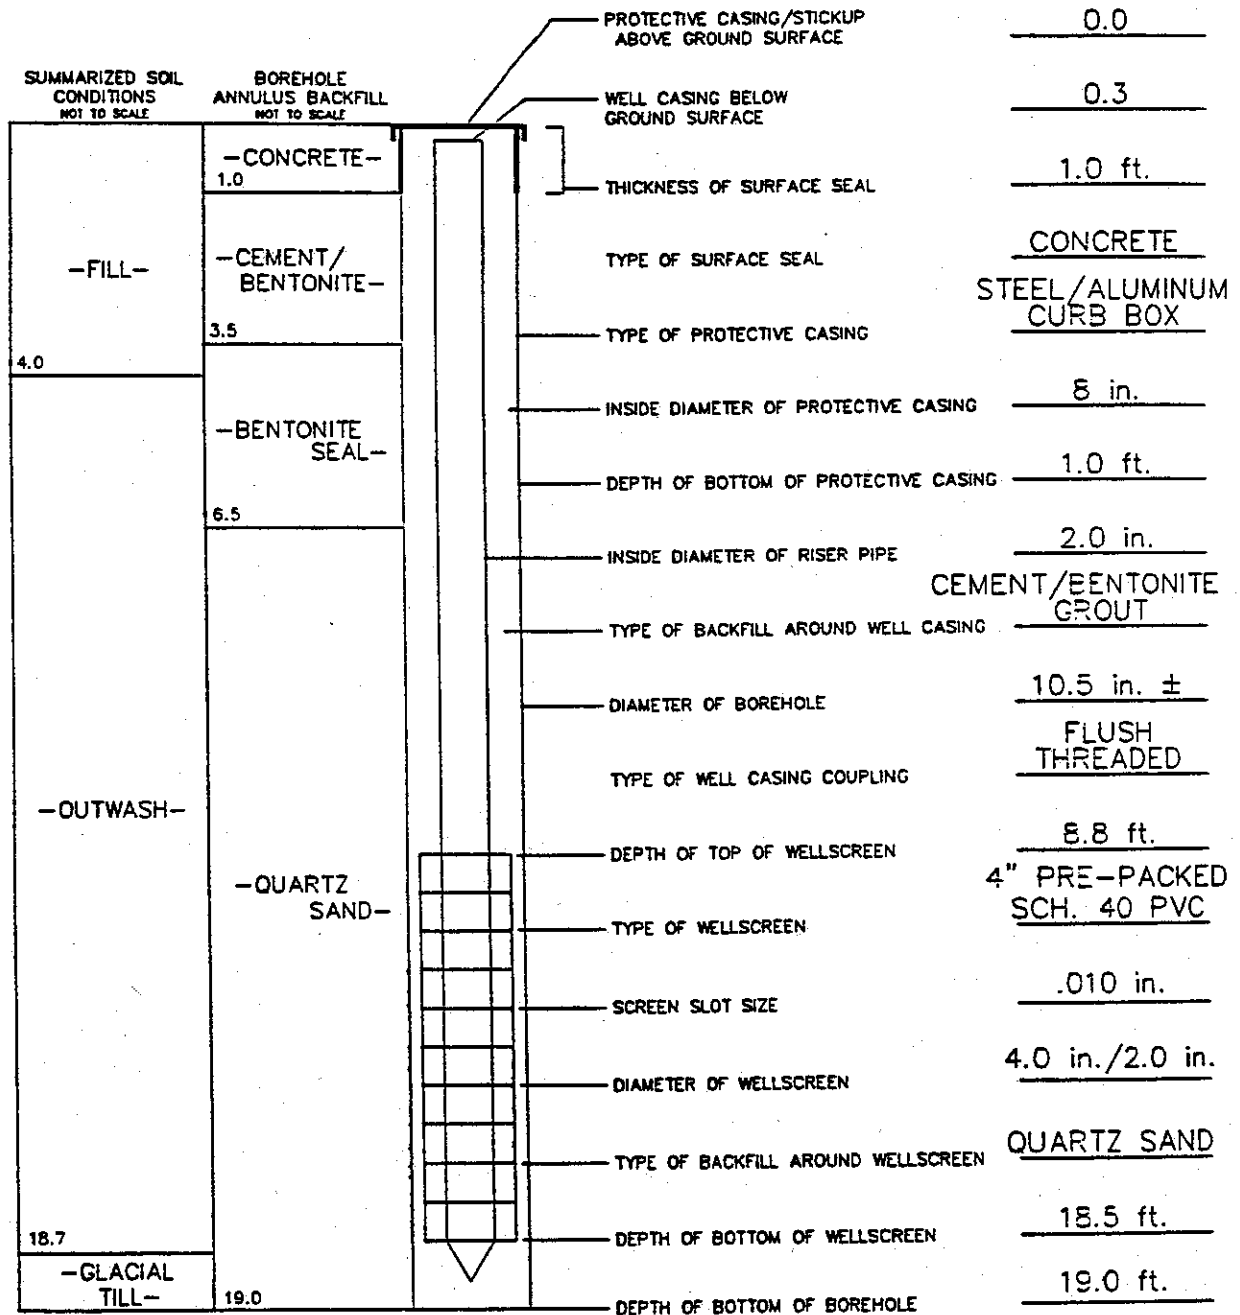 PROTECTIVE CASING/STICKUP
ABOVE GROUND SURFACE
0.0
SUMMARIZED SOIL
CONDITIONS
NOT TO SCALE
BOREHOLE
ANNULUS BACKFILL
NOT TO SCALE
WELL CASING BELOW
GROUND SURFACE
0.3
-CONCRETE-
1.0
THICKNESS OF SURFACE SEAL
1.0 ft.
-FILL-
-CEMENT/
BENTONITE-
TYPE OF SURFACE SEAL
CONCRETE
3.5
TYPE OF PROTECTIVE CASING
STEEL/ALUMINUM
CURB BOX
4.0
INSIDE DIAMETER OF PROTECTIVE CASING
8 in.
-BENTONITE
SEAL-
DEPTH OF BOTTOM OF PROTECTIVE CASING
1.0 ft.
6.5
INSIDE DIAMETER OF RISER PIPE
2.0 in.
TYPE OF BACKFILL AROUND WELL CASING
CEMENT/BENTONITE
GROUT
DIAMETER OF BOREHOLE
10.5 in. ±
TYPE OF WELL CASING COUPLING
FLUSH
THREADED
-OUTWASH-
DEPTH OF TOP OF WELLSCREEN
8.8 ft.
-QUARTZ
SAND-
TYPE OF WELLSCREEN
4" PRE-PACKED
SCH. 40 PVC
SCREEN SLOT SIZE
.010 in.
DIAMETER OF WELLSCREEN
4.0 in./2.0 in.
TYPE OF BACKFILL AROUND WELLSCREEN
QUARTZ SAND
18.7
DEPTH OF BOTTOM OF WELLSCREEN
18.5 ft.
-GLACIAL
TILL-
19.0
DEPTH OF BOTTOM OF BOREHOLE
19.0 ft.